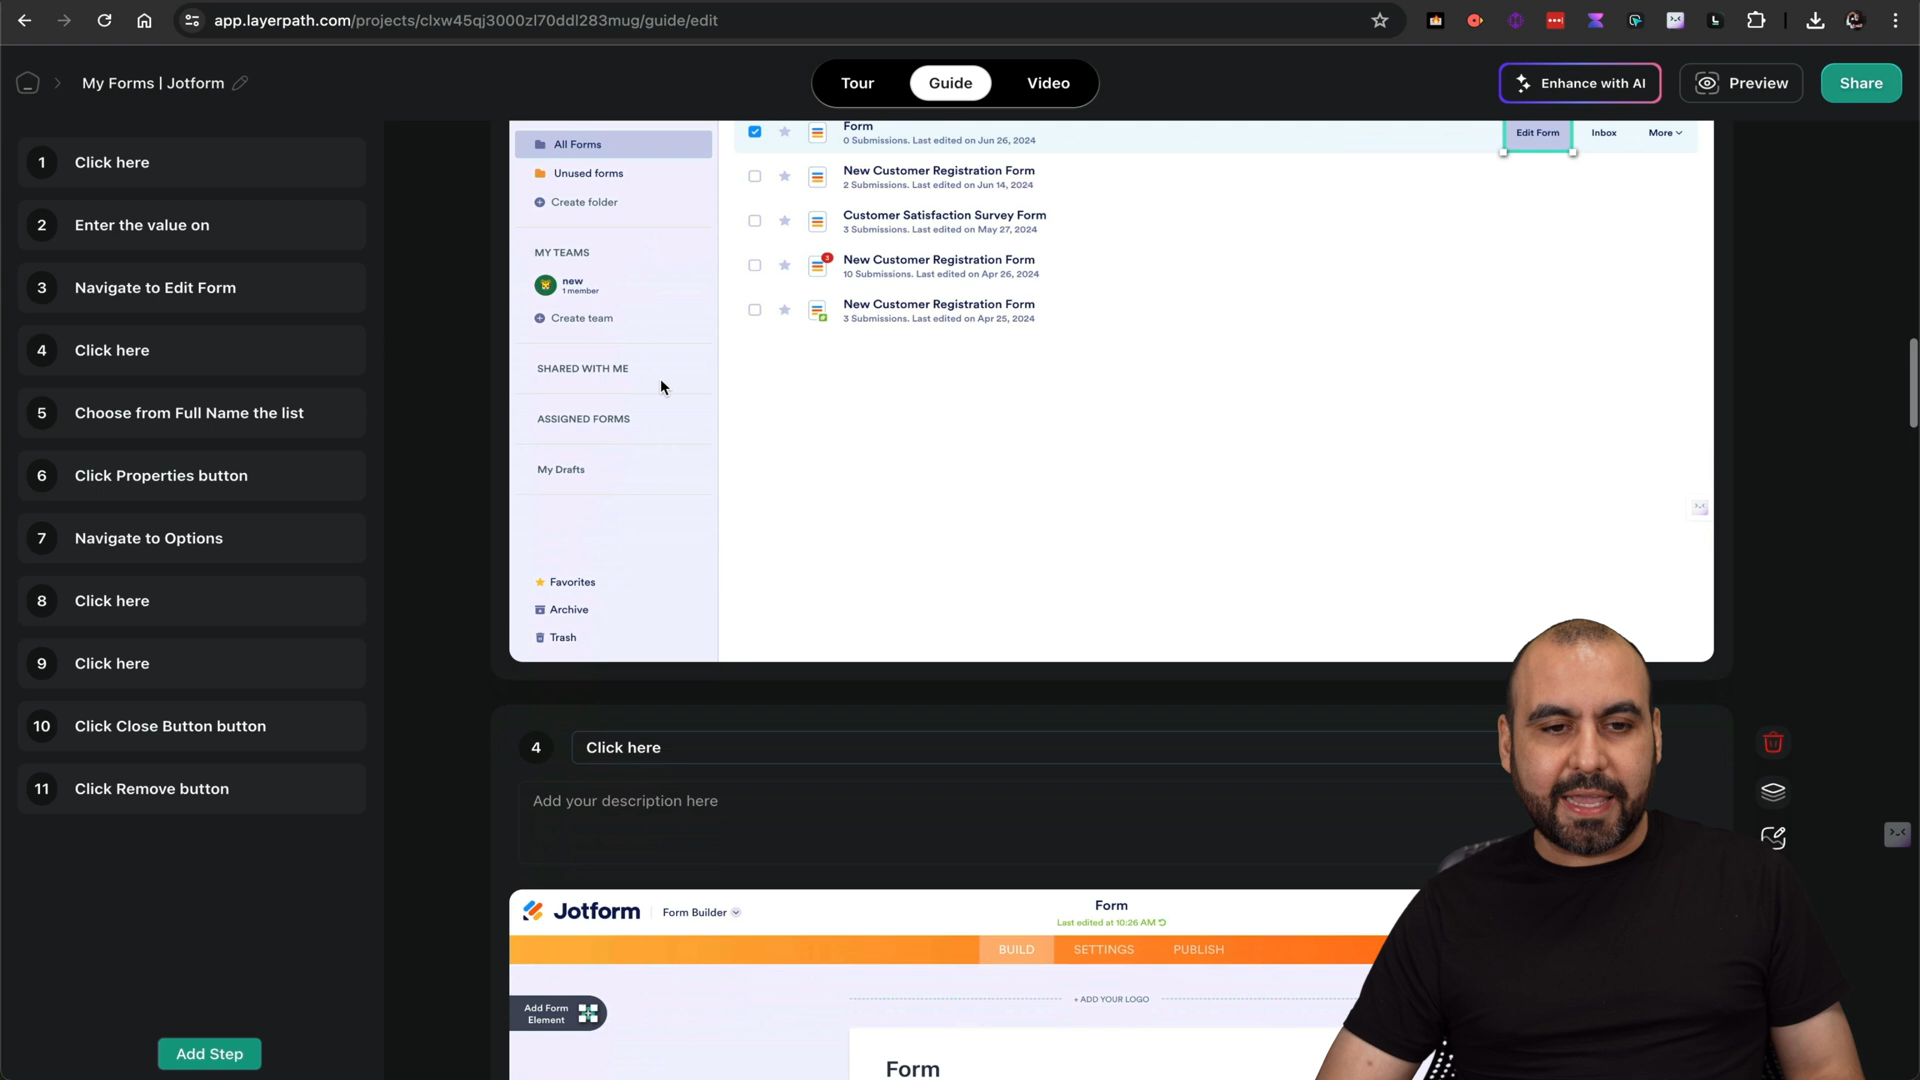 app.layerpath.com/projects/clxw45qj3000zl70ddl283mug/guide/edit
My Forms | Jotform
Tour
Guide
Video
Enhance with AI
Preview
Share
1 Click here
2 Enter the value on
3 Navigate to Edit Form
4 Click here
5 Choose from Full Name the list
6 Click Properties button
7 Navigate to Options
8 Click here
9 Click here
10 Click Close Button button
11 Click Remove button
Add Step
All Forms
Unused forms
Create folder
MY TEAMS
new
1 member
Create team
SHARED WITH ME
ASSIGNED FORMS
My Drafts
Favorites
Archive
Trash
Form
0 Submissions. Last edited on Jun 26, 2024
Edit Form
Inbox
More
New Customer Registration Form
2 Submissions. Last edited on Jun 14, 2024
Customer Satisfaction Survey Form
3 Submissions. Last edited on May 27, 2024
3
New Customer Registration Form
10 Submissions. Last edited on Apr 26, 2024
New Customer Registration Form
3 Submissions. Last edited on Apr 25, 2024
4 Click here
Add your description here
Jotform
Form Builder
Form
Last edited at 10:26 AM
BUILD
SETTINGS
PUBLISH
Add Form
Element
+ ADD YOUR LOGO
Form